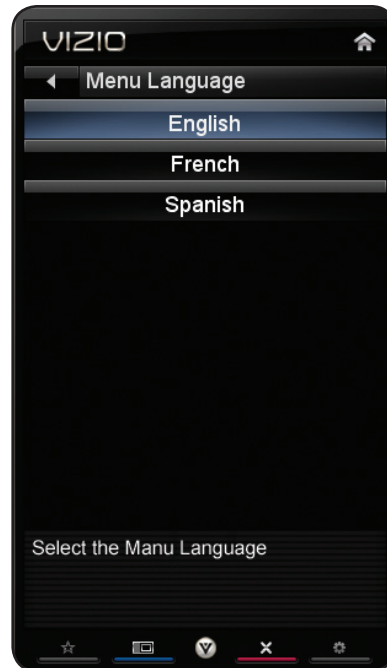 VIZIO
Menu Language
English
French
Spanish
Select the Manu Language